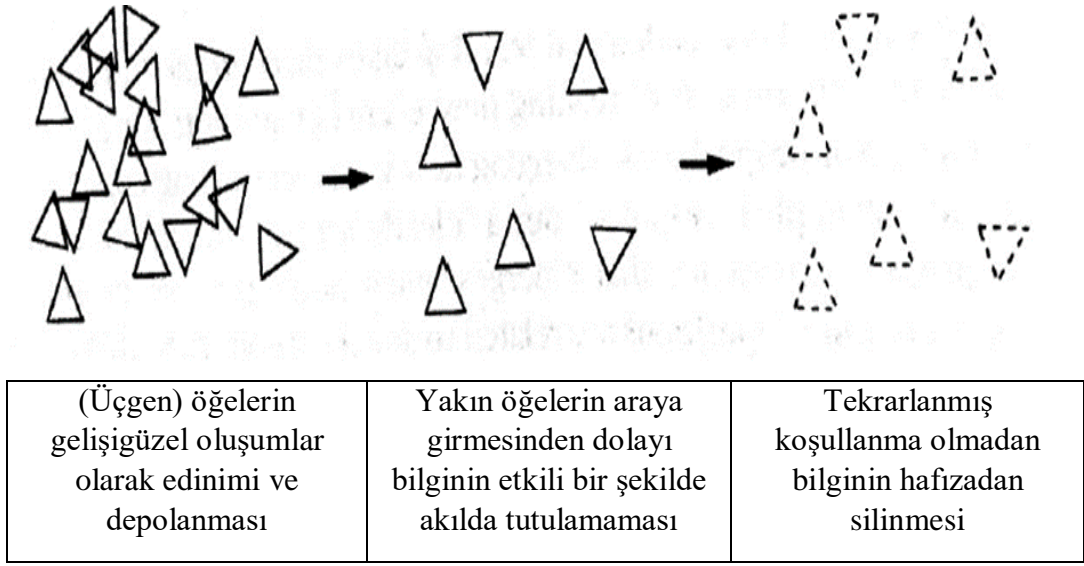 (Üçgen) öğelerin
gelişigüzel oluşumlar
olarak edinimi ve
depolanması
Yakın öğelerin araya
girmesinden dolayı
bilginin etkili bir şekilde
akılda tutulamaması
Tekrarlanmış
koşullanma olmadan
bilginin hafızadan
silinmesi